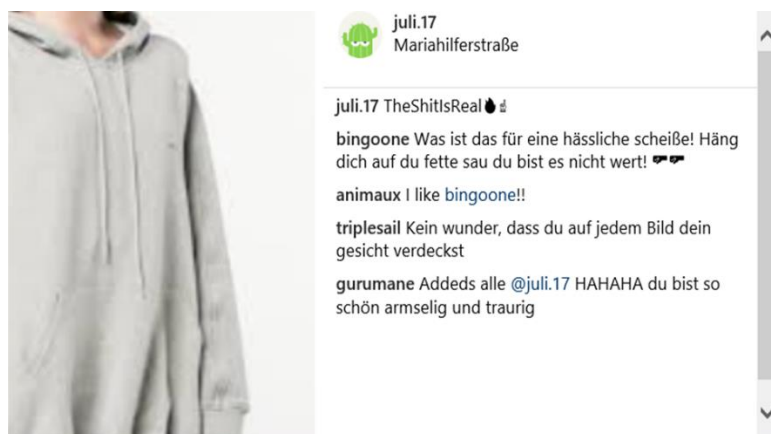 juli.17
Mariahilferstraße
juli.17 TheShitIsReal🔥☝
bingoone Was ist das für eine hässliche scheiße! Häng
dich auf du fette sau du bist es nicht wert! 🔫🔫
animaux I like bingoone!!
triplesail Kein wunder, dass du auf jedem Bild dein
gesicht verdeckst
gurumane Addeds alle @juli.17 HAHAHA du bist so
schön armselig und traurig